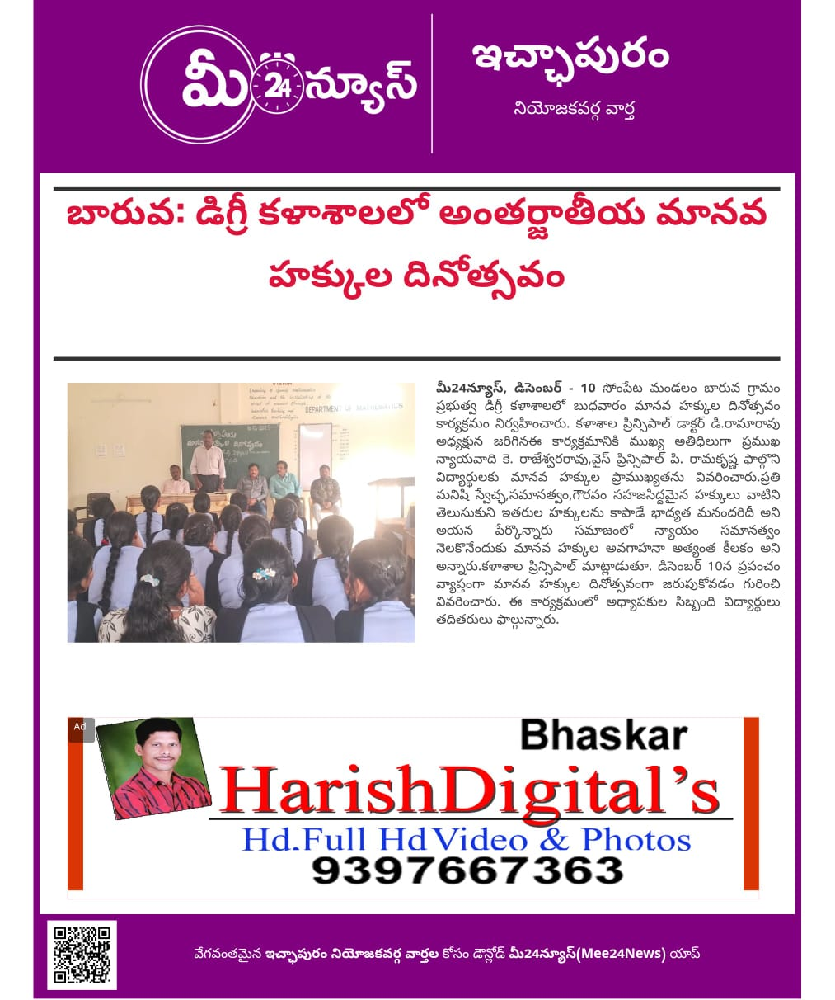 మీ24న్యూస్
ఇచ్ఛాపురం
నియోజకవర్గ వార్త
బారువ: డిగ్రీ కళాశాలలో అంతర్జాతీయ మానవ
హక్కుల దినోత్సవం
మీ24న్యూస్, డిసెంబర్ - 10 సోంపేట మండలం బారువ గ్రామం
ప్రభుత్వ డిగ్రీ కళాశాలలో బుధవారం మానవ హక్కుల దినోత్సవం
కార్యక్రమం నిర్వహించారు. కళాశాల ప్రిన్సిపాల్ డాక్టర్ డి.రామారావు
అధ్యక్షున జరిగినఈ కార్యక్రమానికి ముఖ్య అతిధిలుగా ప్రముఖ
న్యాయవాది కె. రాజేశ్వరరావు,వైస్ ప్రిన్సిపాల్ పి. రామకృష్ణ ఫాల్గొని
విద్యార్థులకు మానవ హక్కుల ప్రాముఖ్యతను వివరించారు.ప్రతి
మనిషి స్వేచ్ఛ,సమానత్వం,గౌరవం సహజసిద్దమైన హక్కులు వాటిని
తెలుసుకుని ఇతరుల హక్కులను కాపాడే భాద్యత మనందరిదీ అని
అయన పేర్కొన్నారు సమాజంలో న్యాయం సమానత్వం
నెలకొనేందుకు మానవ హక్కుల అవగాహనా అత్యంత కీలకం అని
అన్నారు.కళాశాల ప్రిన్సిపాల్ మాట్లాడుతూ. డిసెంబర్ 10న ప్రపంచం
వ్యాప్తంగా మానవ హక్కుల దినోత్సవంగా జరుపుకోవడం గురించి
వివరించారు. ఈ కార్యక్రమంలో అధ్యాపకుల సిబ్బంది విద్యార్థులు
తదితరులు ఫాల్గున్నారు.
VISION
DEPARTMENT OF MATHEMATICS
Ad
Bhaskar
HarishDigital's
Hd.Full Hd Video & Photos
9397667363
వేగవంతమైన ఇచ్ఛాపురం నియోజకవర్గ వార్తల కోసం డౌన్లోడ్ మీ24న్యూస్(Mee24News) యాప్